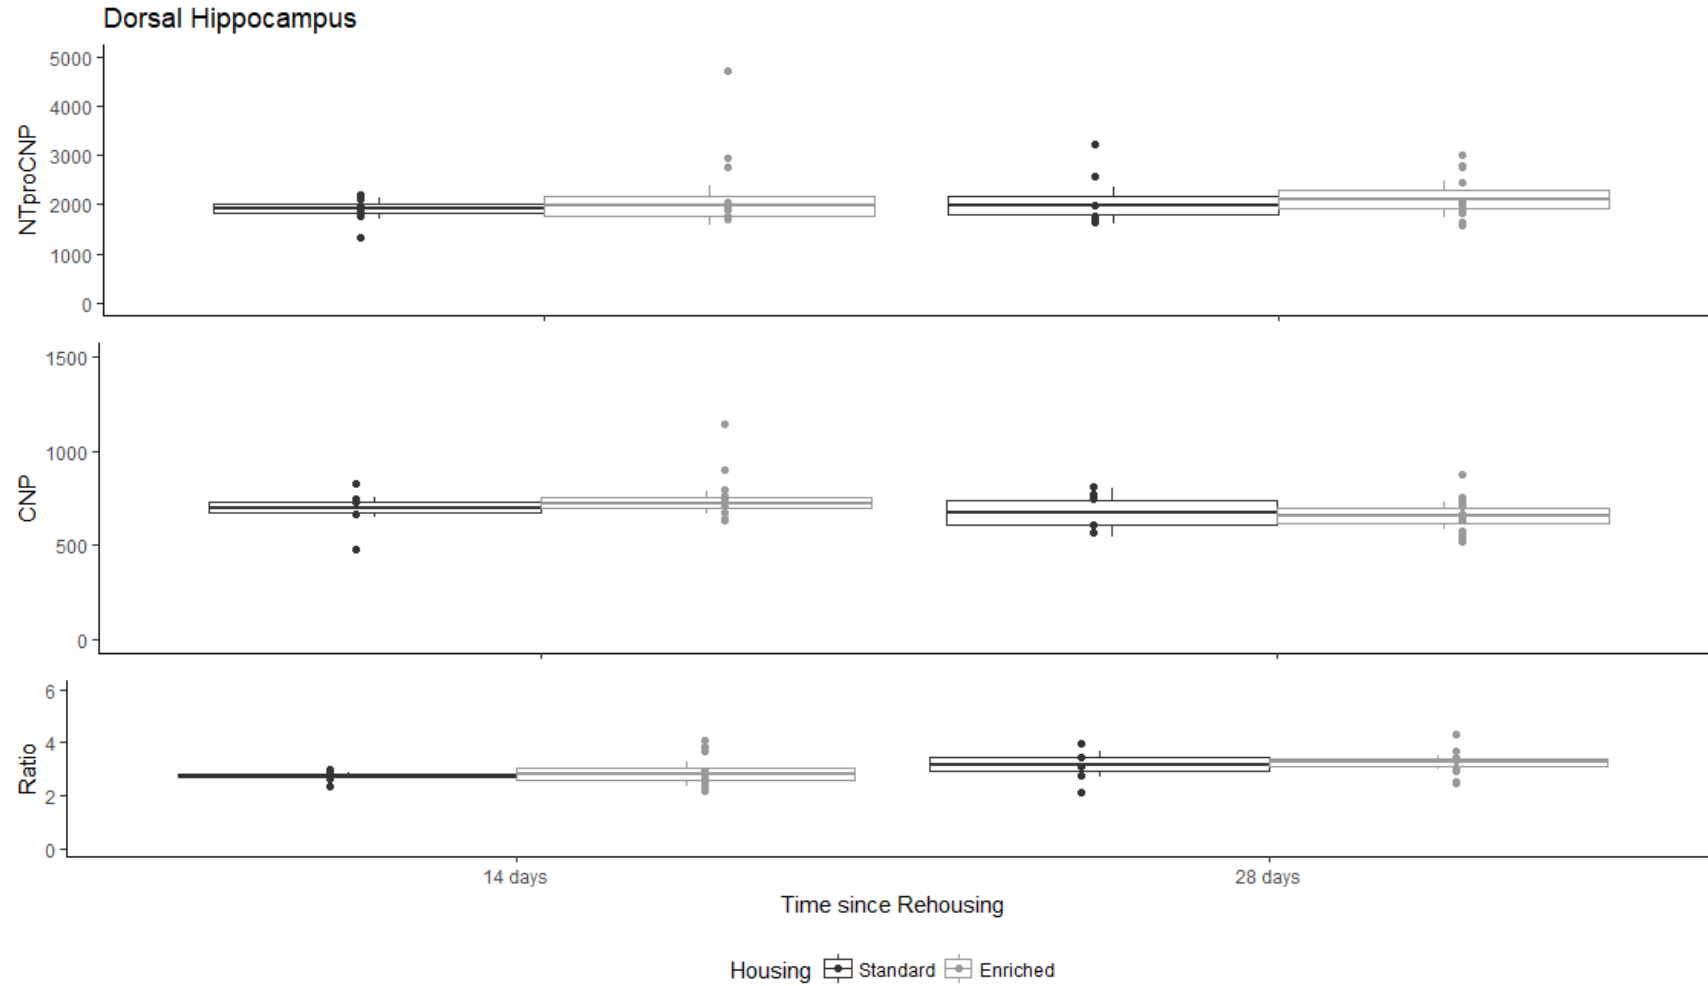 Dorsal Hippocampus
NTproCNP
5000
4000
3000
2000
1000
0
CNP
1500
1000
500
0
Ratio
6
4
2
0
14 days
28 days
Time since Rehousing
Housing Standard Enriched